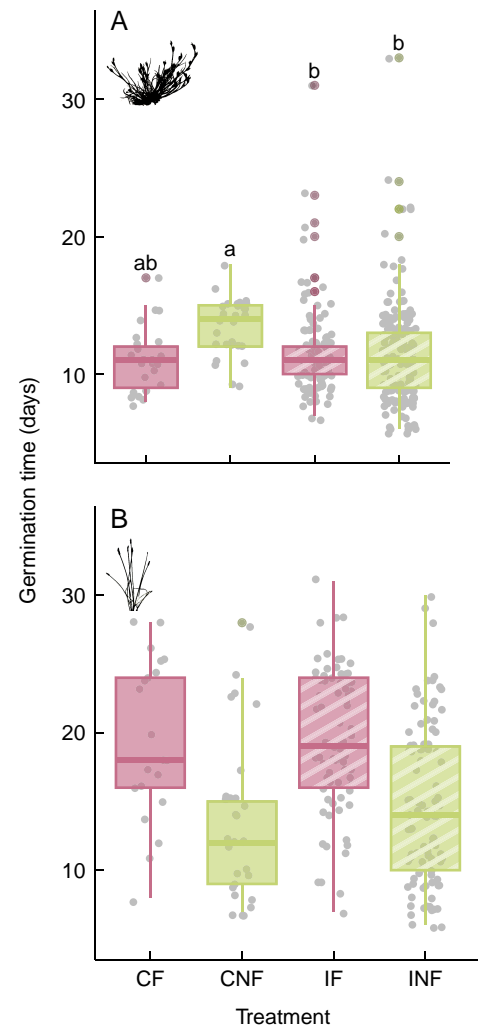 A
b
b
30
20
ab
a
10
Germination time (days)
B
30
20
10
CF CNF IF INF
Treatment